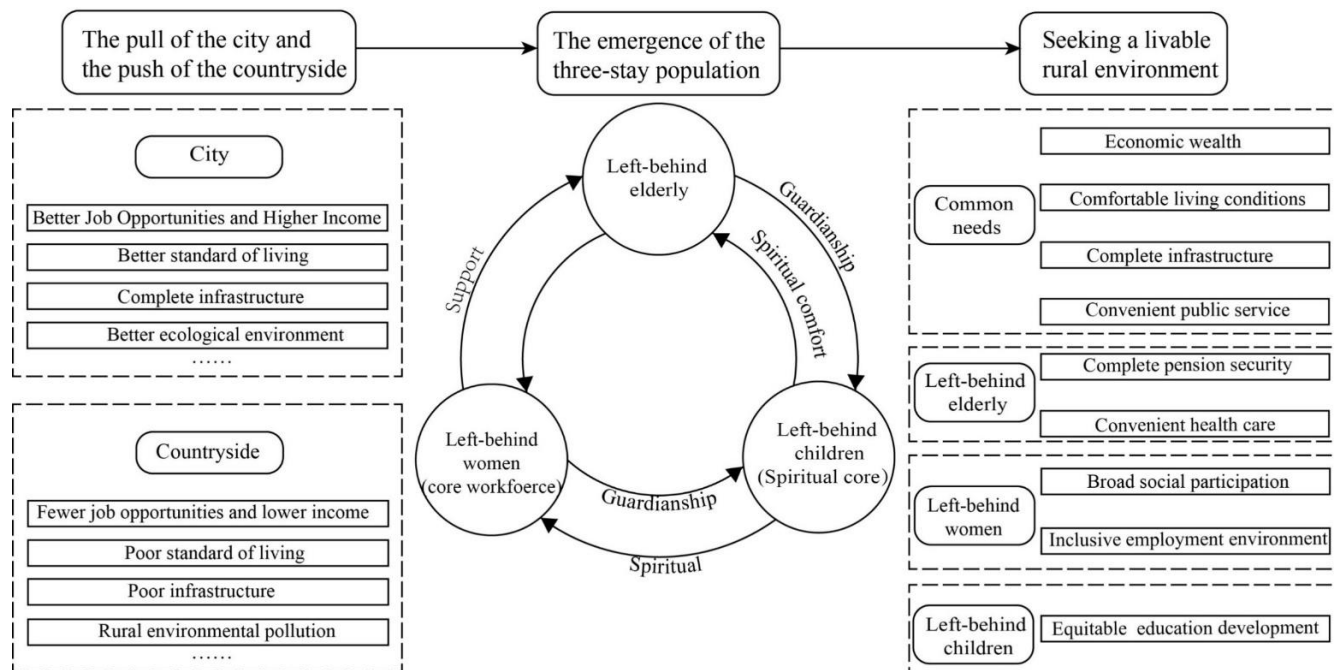 The pull of the city and
the push of the countryside
The emergence of the
three-stay population
Seeking a livable
rural environment
City
Better Job Opportunities and Higher Income
Better standard of living
Complete infrastructure
Better ecological environment
......
Countryside
Fewer job opportunities and lower income
Poor standard of living
Poor infrastructure
Rural environmental pollution
......
Left-behind
elderly
Support
Guardianship
Spiritual comfort
Left-behind
women
(core workfoerce)
Left-behind
children
(Spiritual core)
Guardianship
Spiritual
Common
needs
Economic wealth
Comfortable living conditions
Complete infrastructure
Convenient public service
Left-behind
elderly
Complete pension security
Convenient health care
Left-behind
women
Broad social participation
Inclusive employment environment
Left-behind
children
Equitable education development